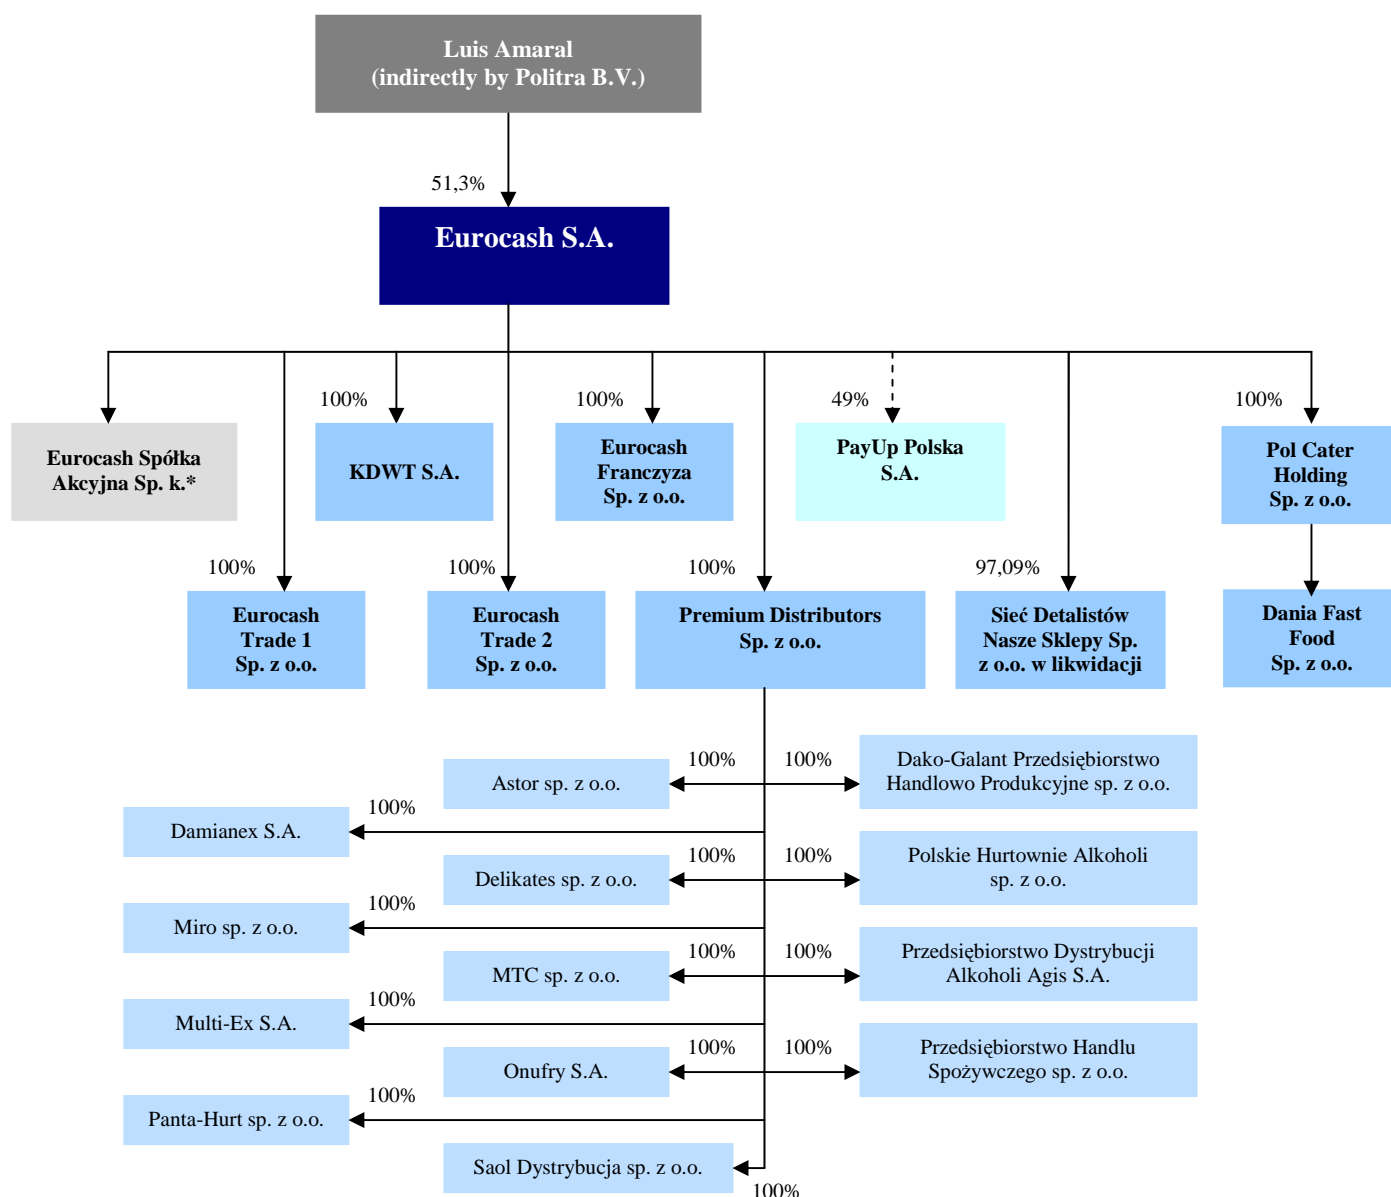 Luis Amaral
(indirectly by Politra B.V.)
51,3%
Eurocash S.A.
100%
100%
49%
100%
Eurocash Spółka
Akcyjna Sp. k.*
KDWT S.A.
Eurocash
Franczyza
Sp. z o.o.
PayUp Polska
S.A.
Pol Cater
Holding
Sp. z o.o.
100%
100%
100%
97,09%
Eurocash
Trade 1
Sp. z o.o.
Eurocash
Trade 2
Sp. z o.o.
Premium Distributors
Sp. z o.o.
Sieć Detalistów
Nasze Sklepy Sp.
z o.o. w likwidacji
Dania Fast
Food
Sp. z o.o.
100%
100%
Astor sp. z o.o.
Dako-Galant Przedsiębiorstwo
Handlowo Produkcyjne sp. z o.o.
100%
Damianex S.A.
100%
100%
Delikates sp. z o.o.
Polskie Hurtownie Alkoholi
sp. z o.o.
100%
Miro sp. z o.o.
100%
100%
MTC sp. z o.o.
Przedsiębiorstwo Dystrybucji
Alkoholi Agis S.A.
100%
Multi-Ex S.A.
100%
100%
Onufry S.A.
Przedsiębiorstwo Handlu
Spożywczego sp. z o.o.
100%
Panta-Hurt sp. z o.o.
Saol Dystrybucja sp. z o.o.
100%